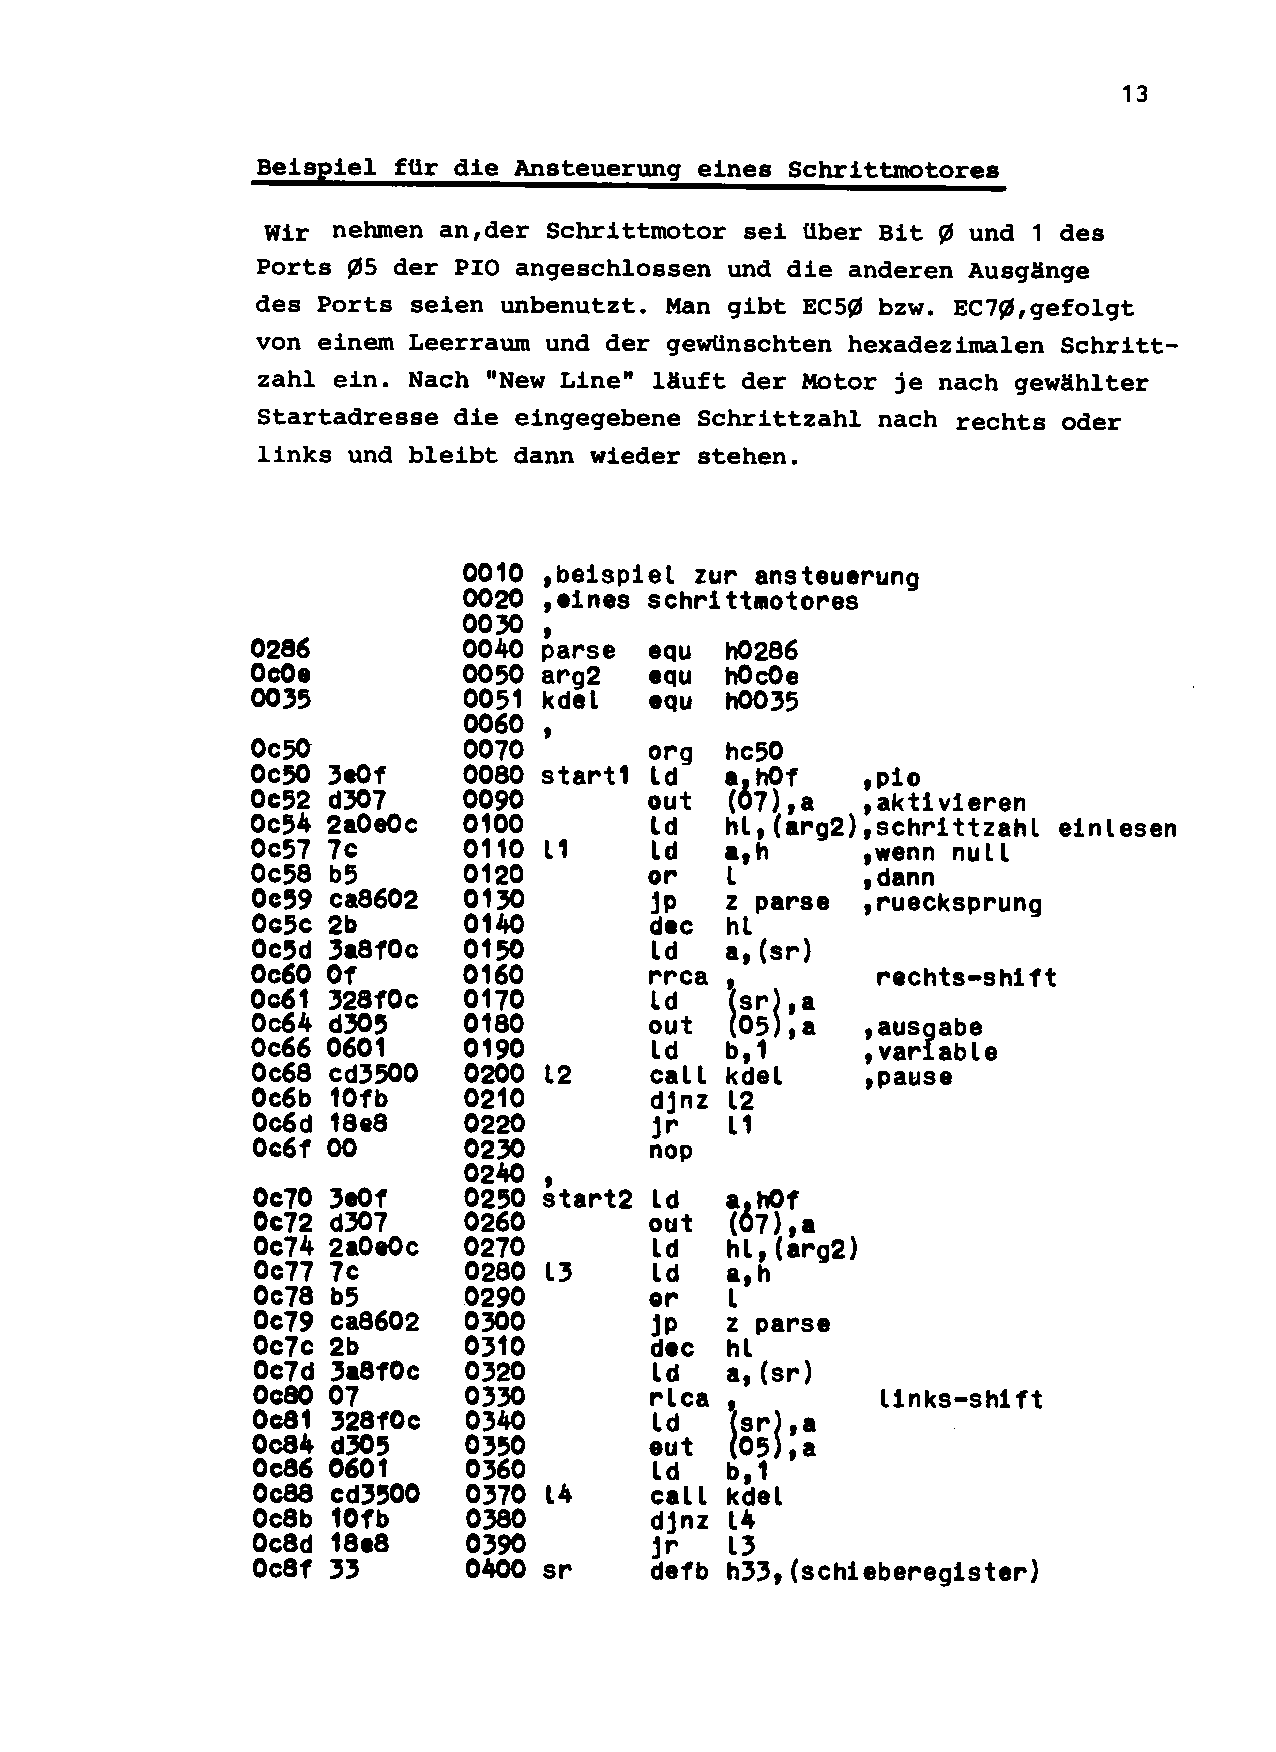 13
Beispiel für die Ansteuerung eines Schrittmotores
Wir nehmen an,der Schrittmotor sei über Bit Ø und 1 des
Ports Ø5 der PIO angeschlossen und die anderen Ausgänge
des Ports seien unbenutzt. Man gibt EC5Ø bzw. EC7Ø,gefolgt
von einem Leerraum und der gewünschten hexadezimalen Schritt-
zahl ein. Nach "New Line" läuft der Motor je nach gewählter
Startadresse die eingegebene Schrittzahl nach rechts oder
links und bleibt dann wieder stehen.
0010 ,beispiel zur ansteuerung
0020 ,eines schrittmotores
0030 ,
0286 0040 parse equ h0286
0c0e 0050 arg2 equ h0c0e
0035 0051 kdel equ h0035
0060 ,
0c50 0070 org hc50
0c50 3e0f 0080 start1 ld a,h0f ,pio
0c52 d307 0090 out (07),a ,aktivieren
0c54 2a0e0c 0100 ld hl,(arg2),schrittzahl einlesen
0c57 7c 0110 l1 ld a,h ,wenn null
0c58 b5 0120 or l ,dann
0c59 ca8602 0130 jp z parse ,ruecksprung
0c5c 2b 0140 dec hl
0c5d 3a8f0c 0150 ld a,(sr)
0c60 0f 0160 rrca , rechts-shift
0c61 328f0c 0170 ld (sr),a
0c64 d305 0180 out (05),a ,ausgabe
0c66 0601 0190 ld b,1 ,variable
0c68 cd3500 0200 l2 call kdel ,pause
0c6b 10fb 0210 djnz l2
0c6d 18e8 0220 jr l1
0c6f 00 0230 nop
0240 ,
0c70 3e0f 0250 start2 ld a,h0f
0c72 d307 0260 out (07),a
0c74 2a0e0c 0270 ld hl,(arg2)
0c77 7c 0280 l3 ld a,h
0c78 b5 0290 or l
0c79 ca8602 0300 jp z parse
0c7c 2b 0310 dec hl
0c7d 3a8f0c 0320 ld a,(sr)
0c80 07 0330 rlca , links-shift
0c81 328f0c 0340 ld (sr),a
0c84 d305 0350 out (05),a
0c86 0601 0360 ld b,1
0c88 cd3500 0370 l4 call kdel
0c8b 10fb 0380 djnz l4
0c8d 18e8 0390 jr l3
0c8f 33 0400 sr defb h33,(schieberegister)